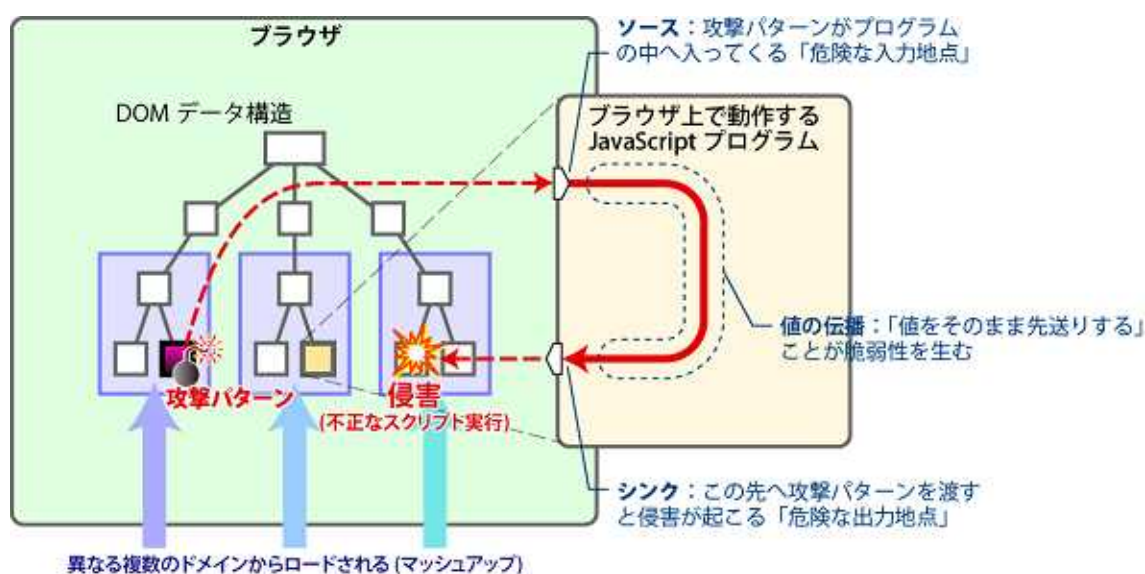 ブラウザ
ソース：攻撃パターンがプログラム
の中へ入ってくる「危険な入力地点」
DOM データ構造
ブラウザ上で動作する
JavaScript プログラム
値の伝播：「値をそのまま先送りする」
ことが脆弱性を生む
攻撃パターン
侵害
(不正なスクリプト実行)
シンク：この先へ攻撃パターンを渡す
と侵害が起こる「危険な出力地点」
異なる複数のドメインからロードされる (マッシュアップ)